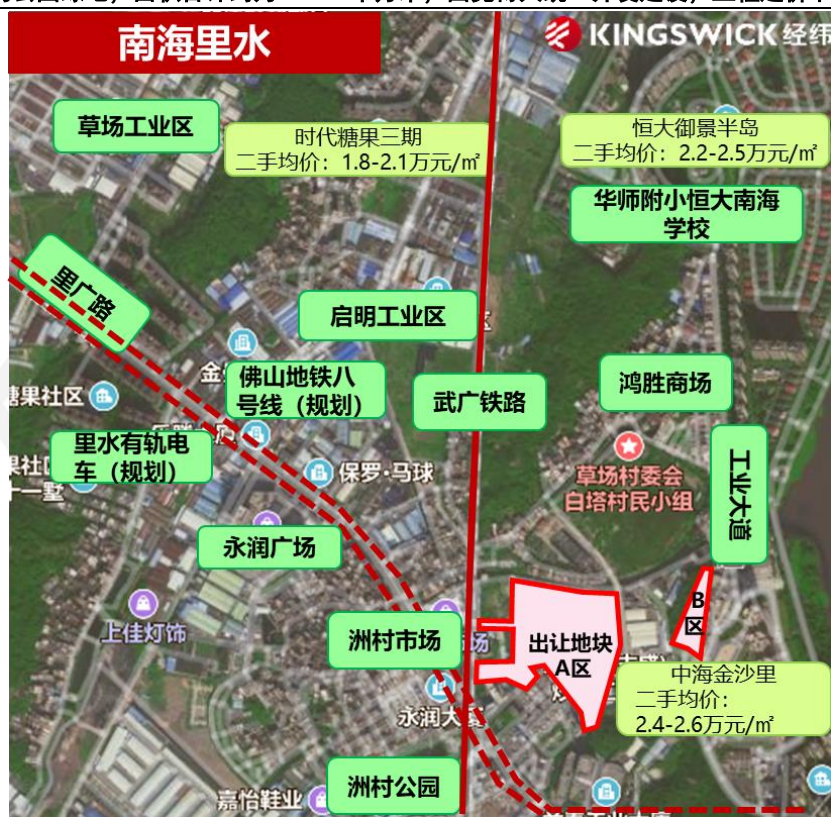 南海里水
KINGSWICK 经纬
草场工业区
时代糖果三期
二手均价：1.8-2.1万元/㎡
恒大御景半岛
二手均价：2.2-2.5万元/㎡
华师附小恒大南海
学校
里广路
启明工业区
区
佛山地铁八
号线（规划）
武广铁路
鸿胜商场
糖果社区
里水有轨电
车（规划）
保罗·马球
草场村委会
白塔村民小组
工业大道
永润广场
上佳灯饰
B
区
洲村市场
出让地块
A区
中海金沙里
二手均价：
2.4-2.6万元/㎡
永润大厦
洲村公园
嘉怡鞋业